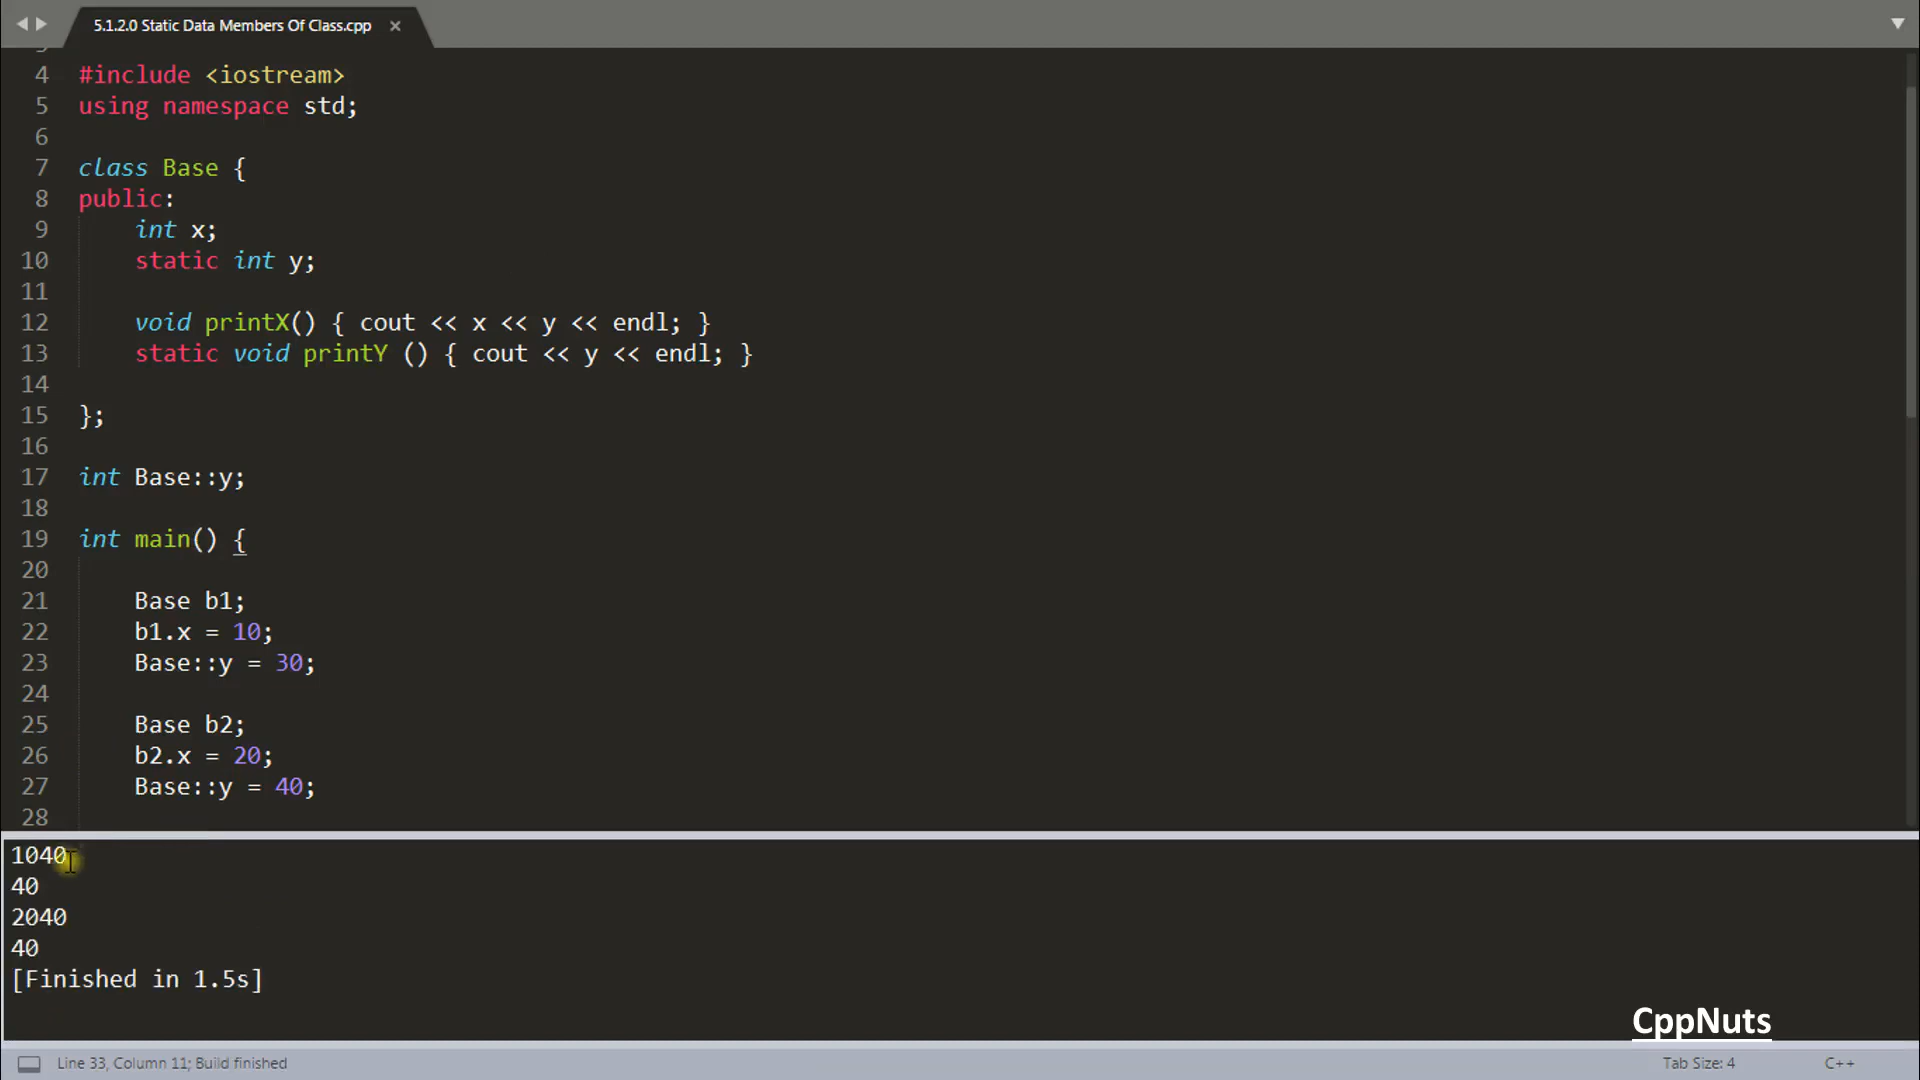 5.1.2.0 Static Data Members Of Class.cpp ×
4 #include <iostream>
5 using namespace std;
6
7 class Base {
8 public:
9     int x;
10     static int y;
11
12     void printX() { cout << x << y << endl; }
13     static void printY () { cout << y << endl; }
14
15 };
16
17 int Base::y;
18
19 int main() {
20
21     Base b1;
22     b1.x = 10;
23     Base::y = 30;
24
25     Base b2;
26     b2.x = 20;
27     Base::y = 40;
28
1040
40
2040
40
[Finished in 1.5s]
CppNuts
Line 33, Column 11; Build finished Tab Size: 4 C++